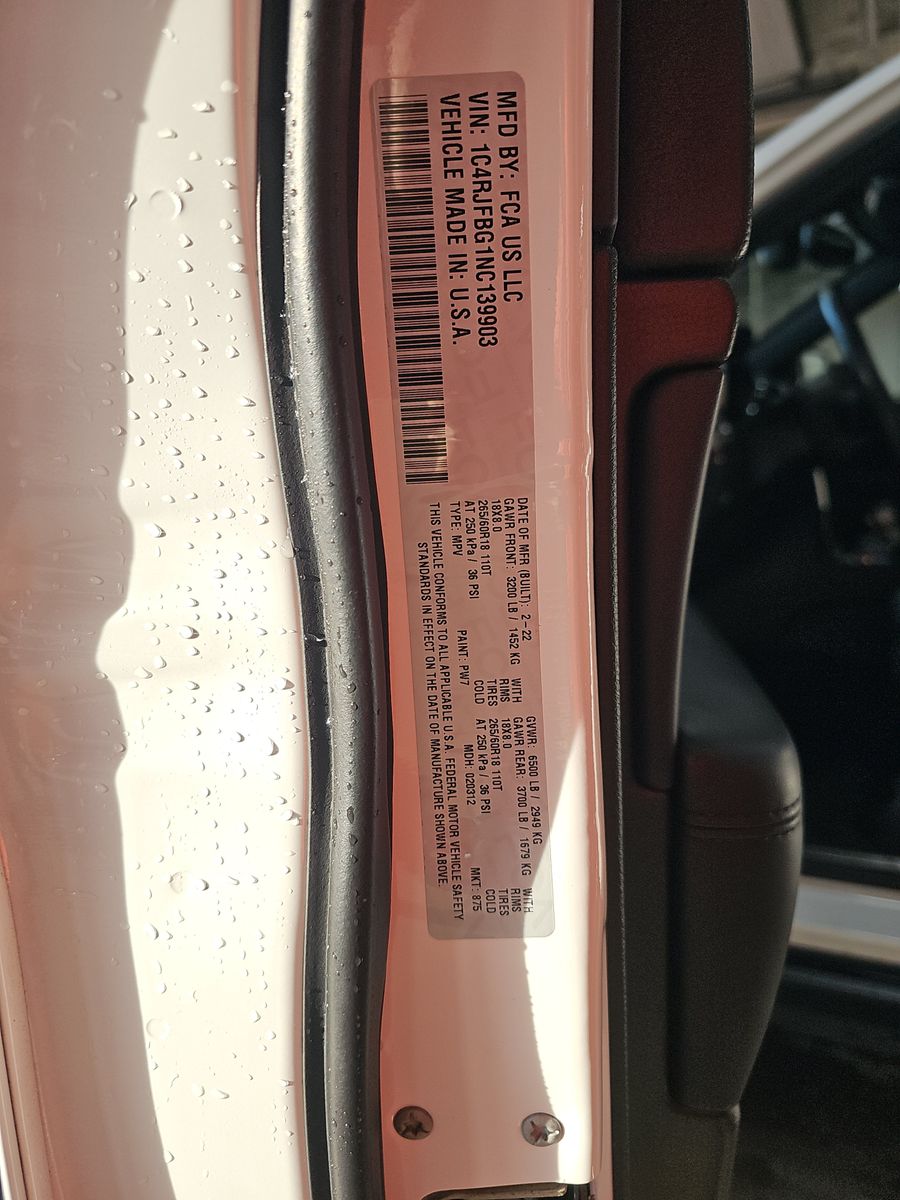 MFD BY: FCA US LLC
VIN: 1C4RJFBG1NC139903
VEHICLE MADE IN: U.S.A.
DATE OF MFR (BUILT): 2-22 GVWR: 6500 LB / 2949 KG
GAWR FRONT: 3200 LB / 1452 KG WITH GAWR REAR: 3700 LB / 1679 KG WITH
18X8.0 RIMS 18X8.0 RIMS
265/60R18 110T TIRES 265/60R18 110T TIRES
AT 250 kPa / 36 PSI COLD AT 250 kPa / 36 PSI COLD
TYPE: MPV PAINT: PW7 MDH: 020312 MKT: 875
THIS VEHICLE CONFORMS TO ALL APPLICABLE U.S.A. FEDERAL MOTOR VEHICLE SAFETY
STANDARDS IN EFFECT ON THE DATE OF MANUFACTURE SHOWN ABOVE.